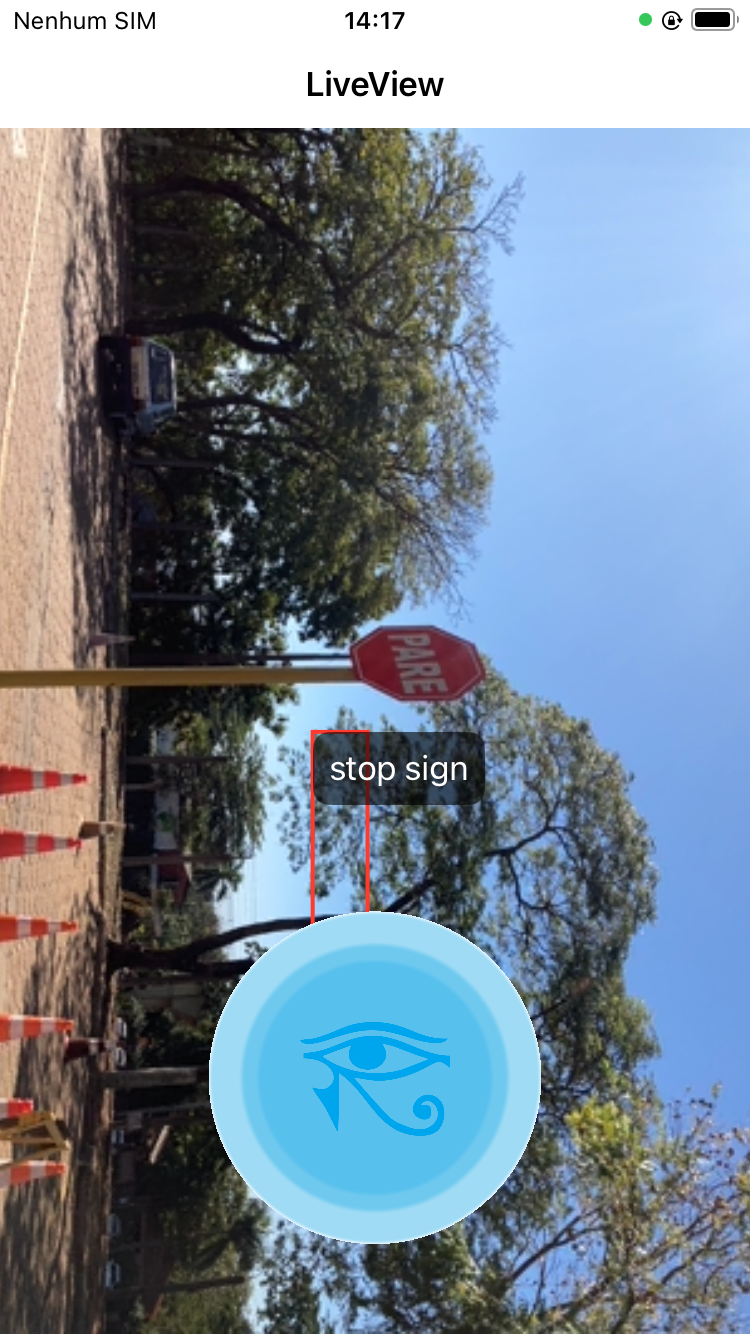 Nenhum SIM
14:17
LiveView
PARE
stop sign